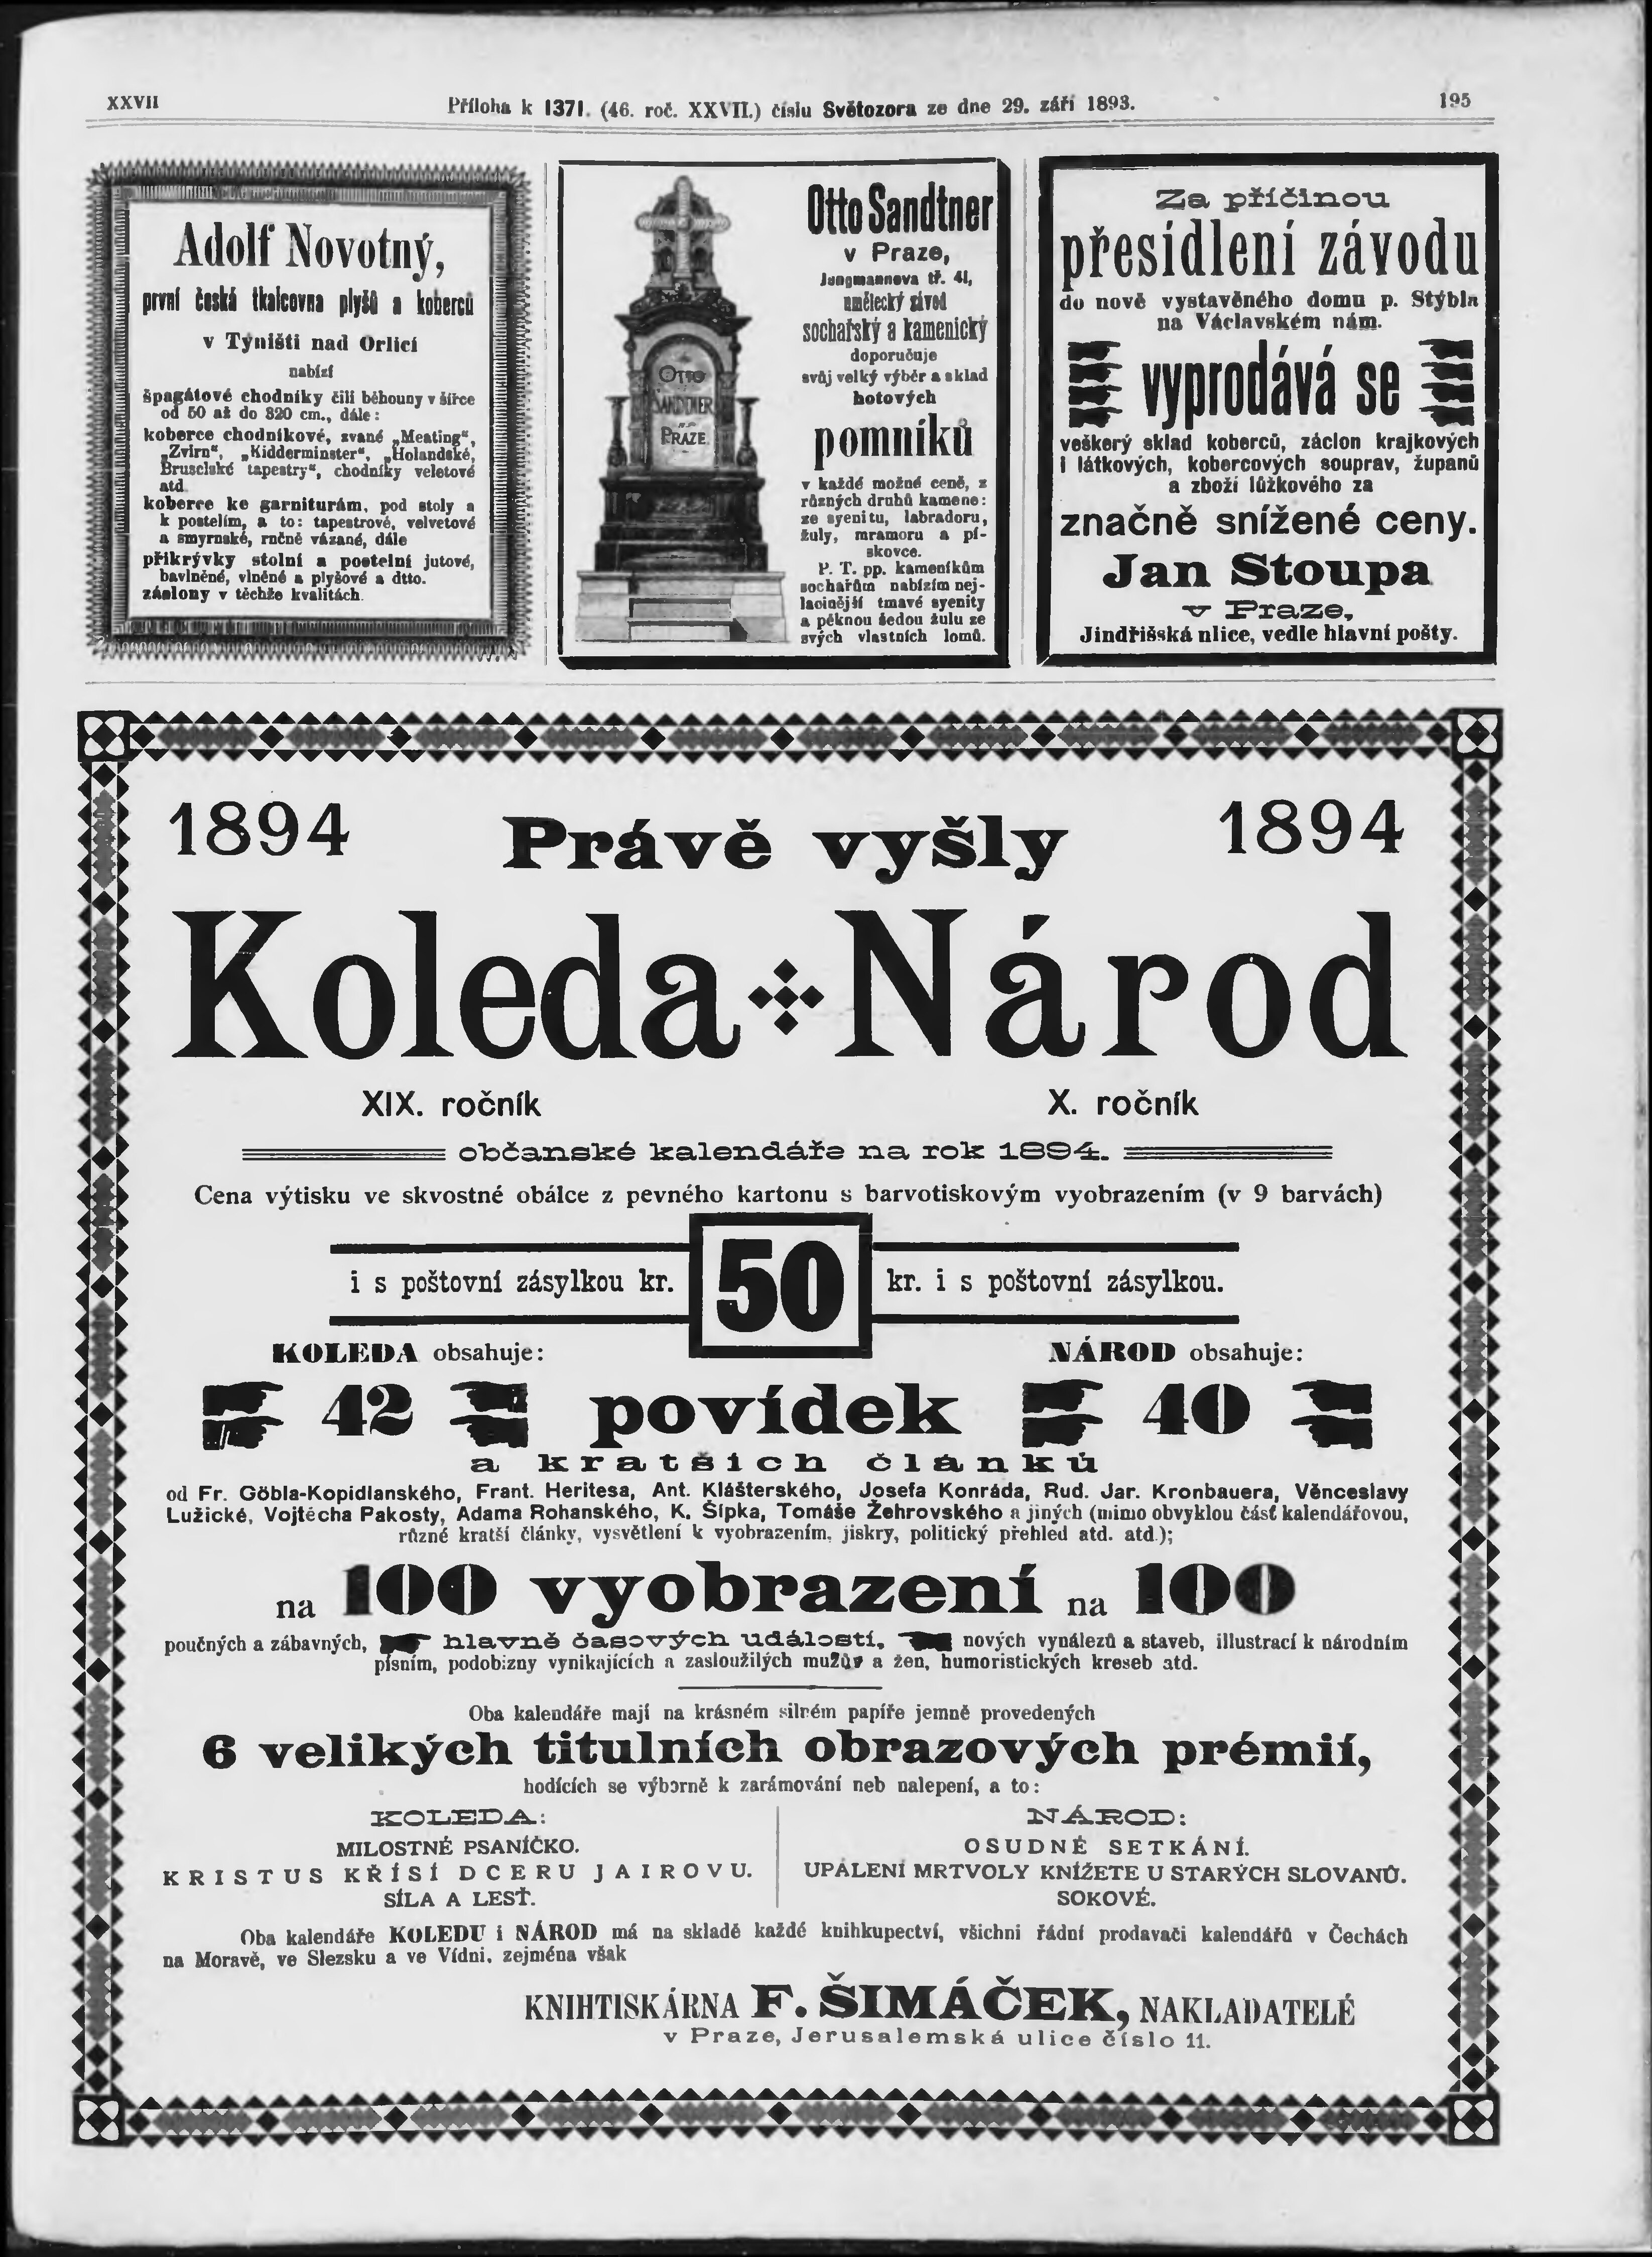 XXVII
Příloha k 1371. (46. roč. XXVII.) číslu Světozora ze dne 29. září 1893.
195
Adolf Novotný,
první česká tkalcovna plyšů a koberců
v Týništi nad Orlicí
nabízí
špagátové chodníky čili běhouny v šířce
od 50 až do 320 cm., dále:
koberce chodníkové, zvané „Meating“,
„Zvirn“, „Kidderminster“, „Holandské,
Bruselské tapestry“, chodníky veletové
atd
koberce ke garniturám, pod stoly a
k postelím, a to: tapestrové, velvetové
a smyrnské, ručně vázané, dále
přikrývky stolní a postelní jutové,
bavlněné, vlněné a plyšové a dtto.
záslony v těchže kvalitách.
OTTO
SANDTNER
PRAZE
Otto Sandtner
v Praze,
Jungmannova tř. 41,
umělecký závod
sochařský a kamenický
doporučuje
svůj velký výběr a sklad
hotových
pomníků
v každé možné ceně, z
různých druhů kamene:
ze syenitu, labradoru,
žuly, mramoru a pí-
skovce.
P. T. pp. kameníkům
sochařům nabízím nej-
lacinější tmavé syenity
a pěknou šedou žulu ze
svých vlastních lomů.
Za příčinou
přesídlení závodu
do nově vystavěného domu p. Stýbla
na Václavském nám.
vyprodává se
veškerý sklad koberců, záclon krajkových
i látkových, kobercových souprav, županů
a zboží lůžkového za
značně snížené ceny.
Jan Stoupa
v Praze,
Jindřišská ulice, vedle hlavní pošty.
1894 Právě vyšly 1894
Koleda Národ
XIX. ročník X. ročník
občanské kalendáře na rok 1894.
Cena výtisku ve skvostné obálce z pevného kartonu s barvotiskovým vyobrazením (v 9 barvách)
i s poštovní zásylkou kr. 50 kr. i s poštovní zásylkou.
KOLEDA obsahuje: NÁROD obsahuje:
42 povídek 40
a kratších článků
od Fr. Göbla-Kopidlanského, Frant. Heritesa, Ant. Klášterského, Josefa Konráda, Rud. Jar. Kronbauera, Věnceslavy
Lužické, Vojtěcha Pakosty, Adama Rohanského, K. Šípka, Tomáše Žehrovského a jiných (mimo obvyklou část kalendářovou,
různé kratší články, vysvětlení k vyobrazením, jiskry, politický přehled atd. atd.);
na 100 vyobrazení na 100
poučných a zábavných, hlavně časových událostí, nových vynálezů a staveb, illustrací k národním
písním, podobizny vynikajících a zasloužilých mužův a žen, humoristických kreseb atd.
Oba kalendáře mají na krásném silném papíře jemně provedených
6 velikých titulních obrazových prémií,
hodících se výborně k zarámování neb nalepení, a to:
KOLEDA:
MILOSTNÉ PSANÍČKO.
KRISTUS KŘÍSÍ DCERU JAIROVU.
SÍLA A LESŤ.
NÁROD:
OSUDNÉ SETKÁNÍ.
UPÁLENÍ MRTVOLY KNÍŽETE U STARÝCH SLOVANŮ.
SOKOVÉ.
Oba kalendáře KOLEDU i NÁROD má na skladě každé knihkupectví, všichni řádní prodavači kalendářů v Čechách
na Moravě, ve Slezsku a ve Vídni, zejména však
KNIHTISKÁRNA F. ŠIMÁČEK, NAKLADATELÉ
v Praze, Jerusalemská ulice číslo 11.